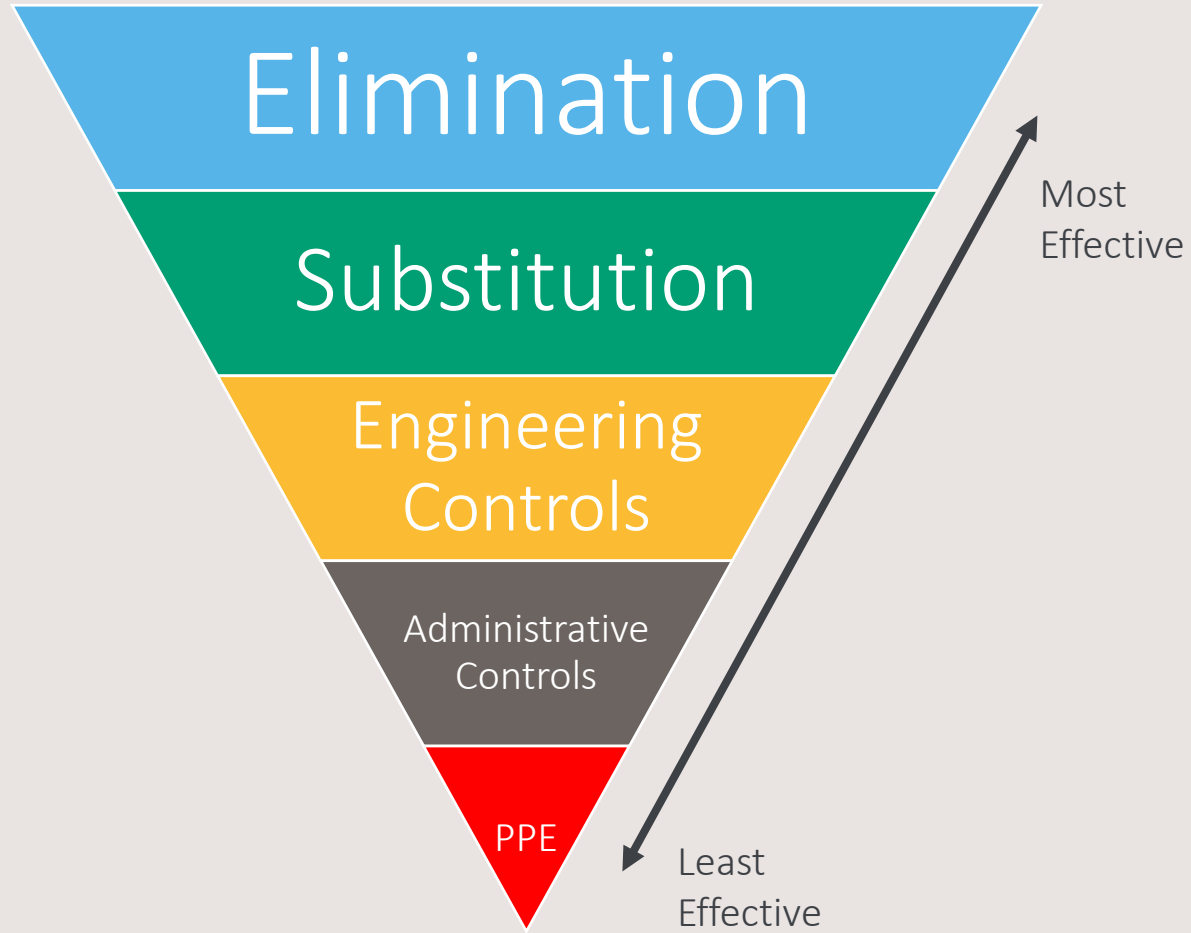 Elimination
Most
Effective
Substitution
Engineering
Controls
Administrative
Controls
PPE
Least
Effective